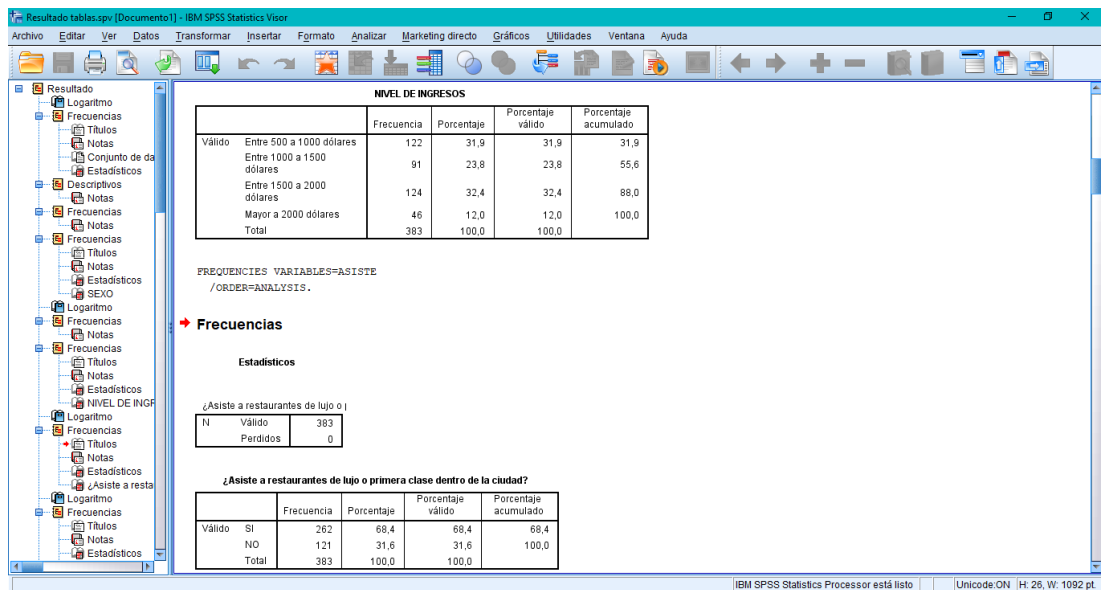 Resultado tablas.spv [Documento1] - IBM SPSS Statistics Visor
Archivo Editar Ver Datos Transformar Insertar Formato Analizar Marketing directo Gráficos Utilidades Ventana Ayuda
Resultado
Logaritmo
Frecuencias
Títulos
Notas
Conjunto de da
Estadísticos
Descriptivos
Notas
Frecuencias
Notas
Frecuencias
Títulos
Notas
Estadísticos
SEXO
Logaritmo
Frecuencias
Notas
Frecuencias
Títulos
Notas
Estadísticos
NIVEL DE INGR
Logaritmo
Frecuencias
Títulos
Notas
Estadísticos
¿Asiste a resta
Logaritmo
Frecuencias
Títulos
Notas
Estadísticos
NIVEL DE INGRESOS
Frecuencia Porcentaje Porcentaje válido Porcentaje acumulado
Válido Entre 500 a 1000 dólares 122 31,9 31,9 31,9
Entre 1000 a 1500 dólares 91 23,8 23,8 55,6
Entre 1500 a 2000 dólares 124 32,4 32,4 88,0
Mayor a 2000 dólares 46 12,0 12,0 100,0
Total 383 100,0 100,0
FREQUENCIES VARIABLES=ASISTE
/ORDER=ANALYSIS.
Frecuencias
Estadísticos
¿Asiste a restaurantes de lujo o p
N Válido 383
Perdidos 0
¿Asiste a restaurantes de lujo o primera clase dentro de la ciudad?
Frecuencia Porcentaje Porcentaje válido Porcentaje acumulado
Válido SI 262 68,4 68,4 68,4
NO 121 31,6 31,6 100,0
Total 383 100,0 100,0
IBM SPSS Statistics Processor está listo Unicode:ON H: 26, W: 1092 pt.